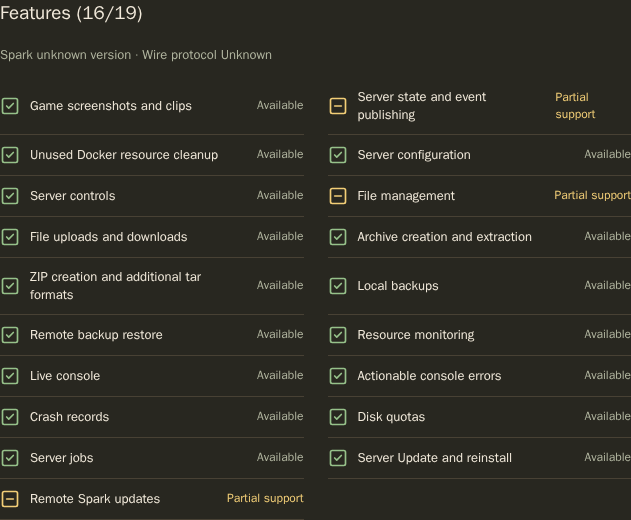 Features (16/19)
Spark unknown version · Wire protocol Unknown
Game screenshots and clips Available
Server state and event
publishing
Partial
support
Unused Docker resource cleanup Available
Server configuration Available
Server controls Available
File management Partial support
File uploads and downloads Available
Archive creation and extraction Available
ZIP creation and additional tar
formats
Available
Local backups Available
Remote backup restore Available
Resource monitoring Available
Live console Available
Actionable console errors Available
Crash records Available
Disk quotas Available
Server jobs Available
Server Update and reinstall Available
Remote Spark updates Partial support